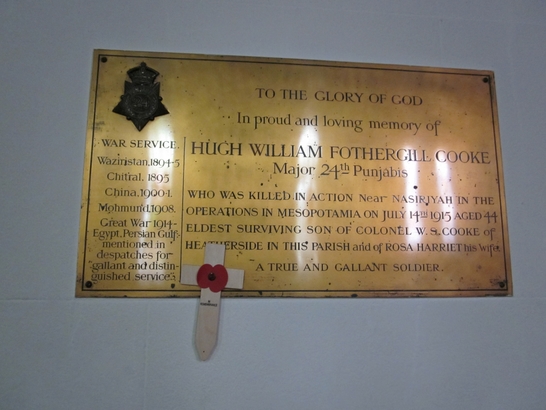 TO THE GLORY OF GOD
In proud and loving memory of
HUGH WILLIAM FOTHERGILL COOKE
Major 24th Punjabis
WHO WAS KILLED IN ACTION Near NASIRIYAH IN THE
OPERATIONS IN MESOPOTAMIA ON JULY 14TH 1915 AGED 44
ELDEST SURVIVING SON OF COLONEL W. S. COOKE of
HEATHERSIDE IN THIS PARISH and of ROSA HARRIET his wife.
A TRUE AND GALLANT SOLDIER.
WAR SERVICE.
Waziristan, 1894-5
Chitral, 1895
China, 1900-1.
Mohmund, 1908.
Great War 1914-
Egypt, Persian Gulf-
mentioned in
despatches for
gallant and distin-
guished services.